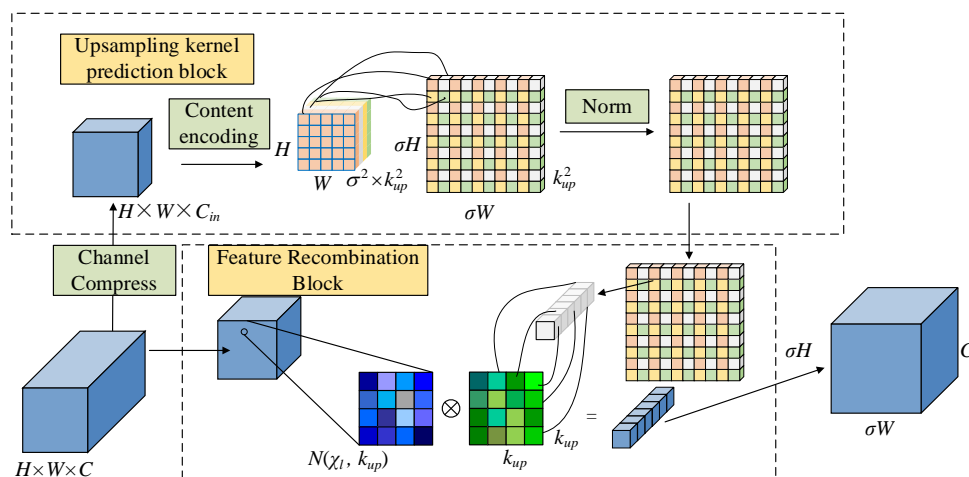 Upsampling kernel
prediction block
Content
encoding
H
W
σ² × k²ᵤₚ
σH
σW
k²ᵤₚ
Norm
H × W × Cᵢₙ
Channel
Compress
Feature Recombination
Block
H×W×C
N(χₗ, kᵤₚ)
⊗
kᵤₚ
kᵤₚ
=
σH
σW
C